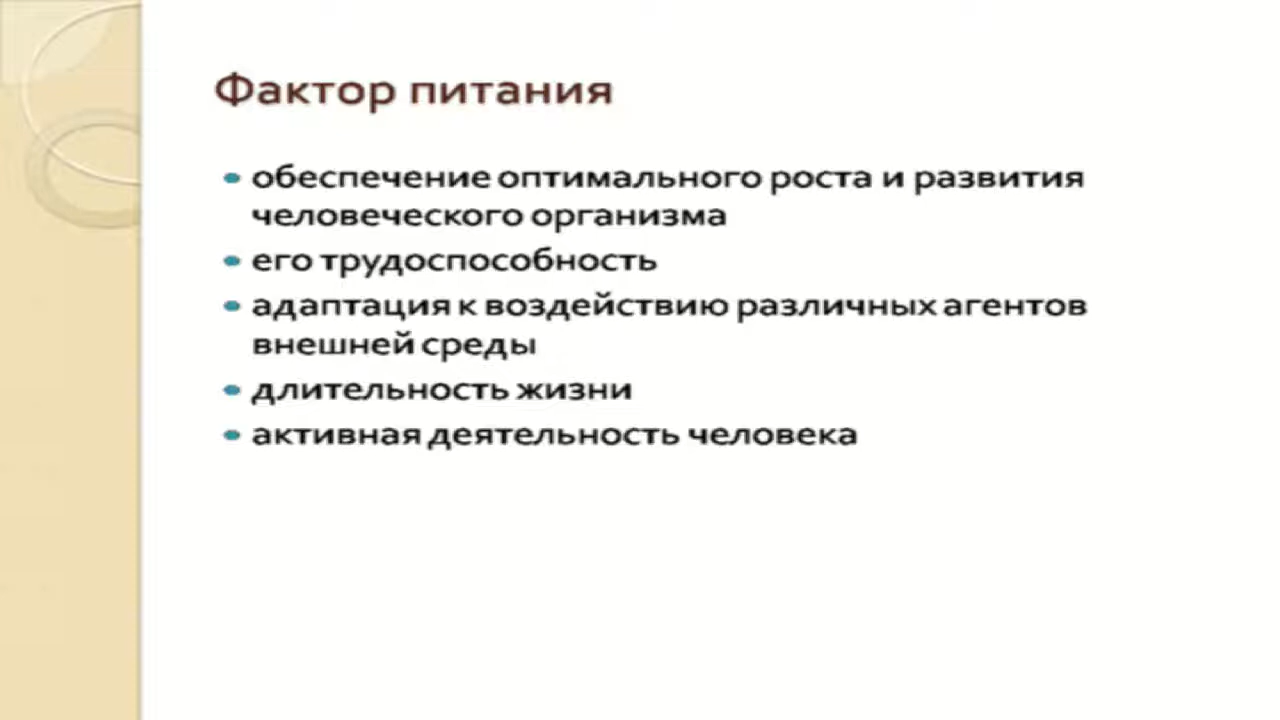 Фактор питания
обеспечение оптимального роста и развития
человеческого организма
его трудоспособность
адаптация к воздействию различных агентов
внешней среды
длительность жизни
активная деятельность человека